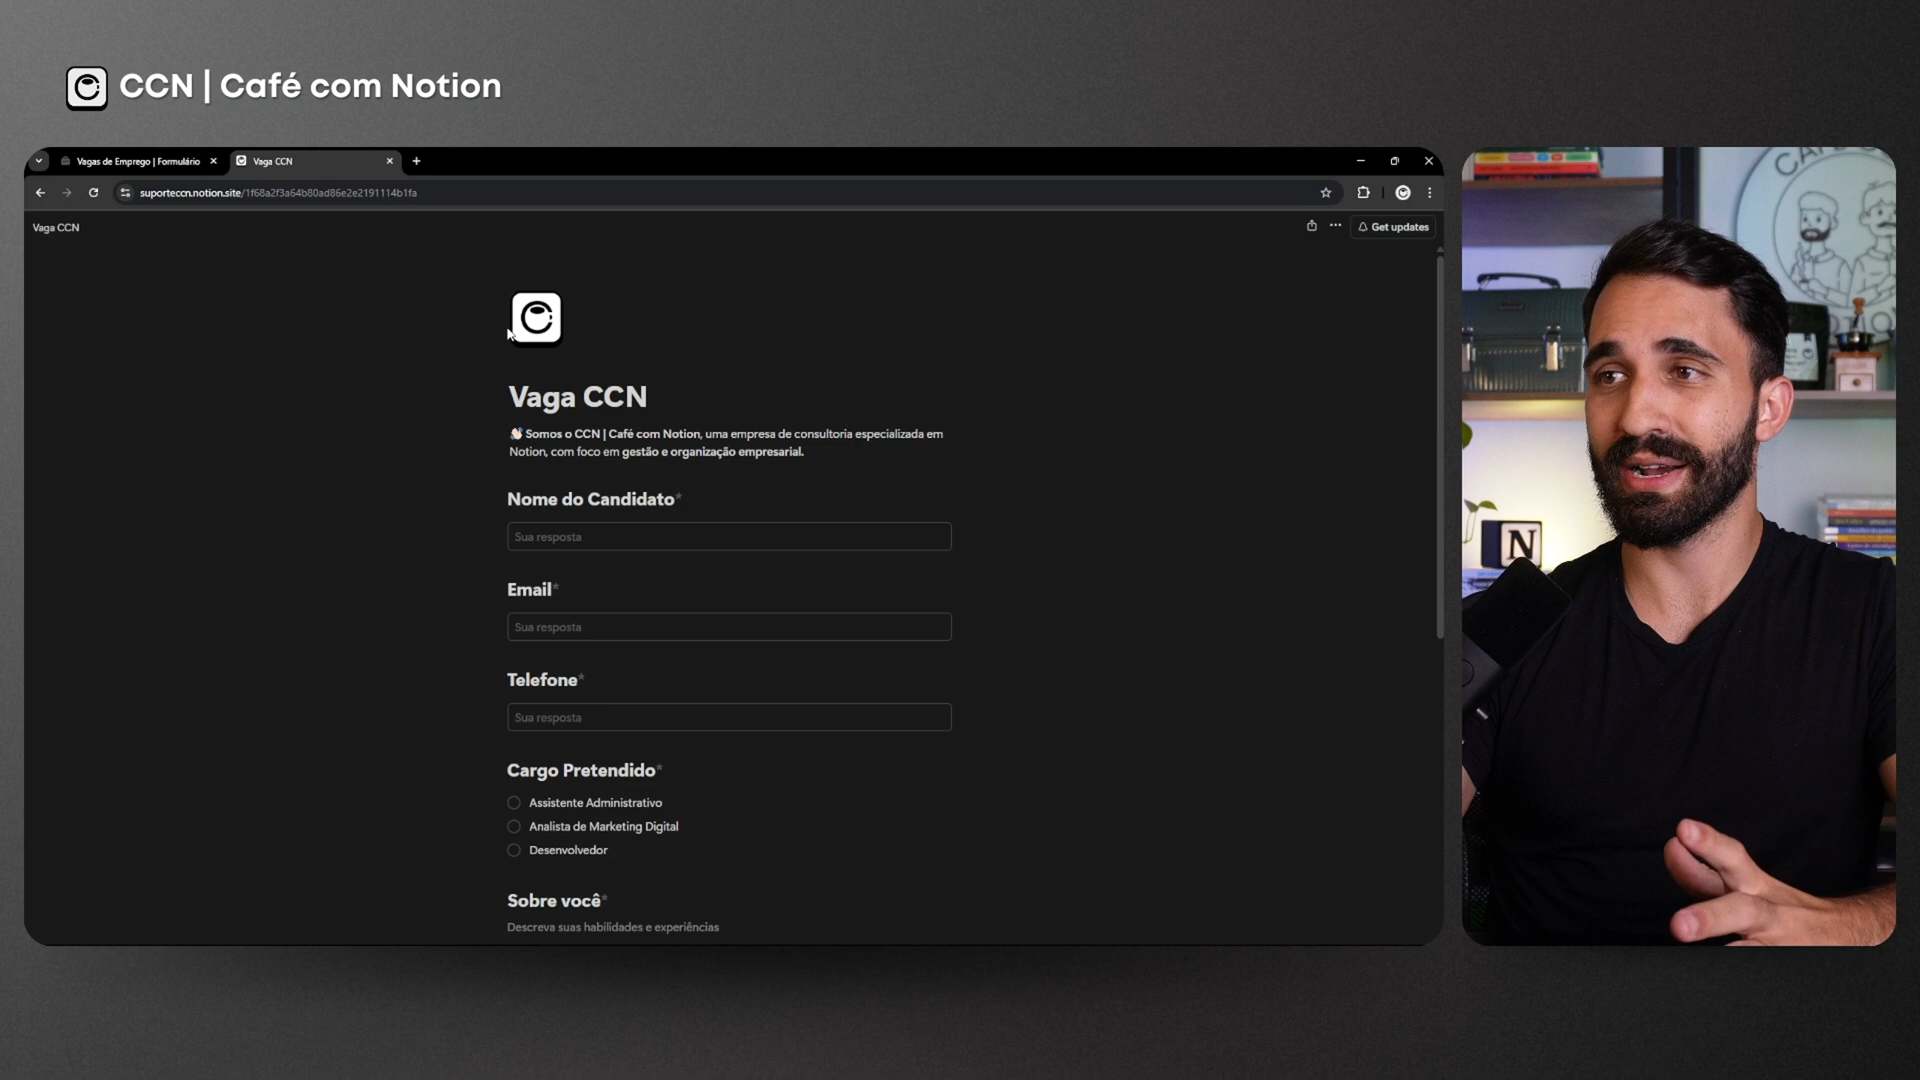 CCN | Café com Notion
Vagas de Emprego | Formulário
Vaga CCN
suporteccn.notion.site/1f68a2f3a64b80ad86e2e2191114b1fa
Vaga CCN
Get updates
Vaga CCN
👋🏻 Somos o CCN | Café com Notion, uma empresa de consultoria especializada em
Notion, com foco em gestão e organização empresarial.
Nome do Candidato*
Sua resposta
Email*
Sua resposta
Telefone*
Sua resposta
Cargo Pretendido*
Assistente Administrativo
Analista de Marketing Digital
Desenvolvedor
Sobre você*
Descreva suas habilidades e experiências
N